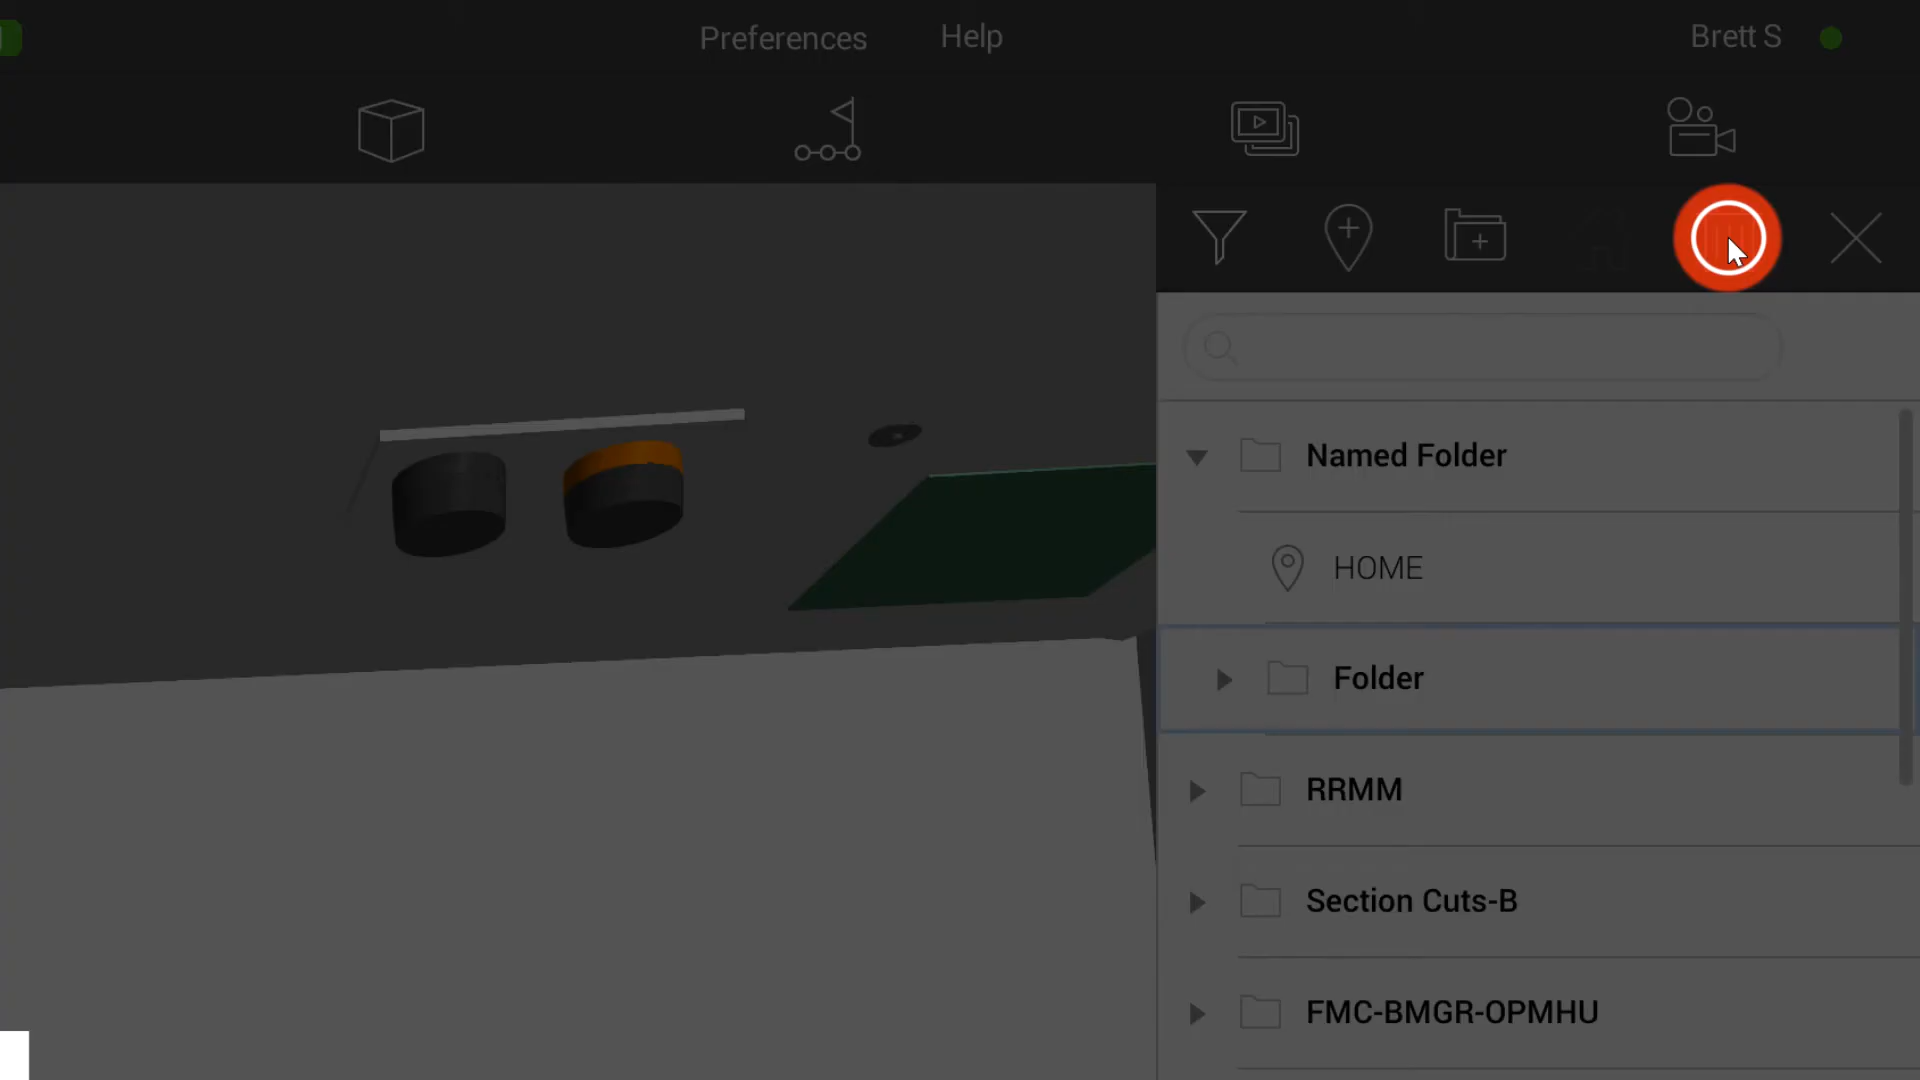 Preferences
Help
Brett S
Named Folder
HOME
Folder
RRMM
Section Cuts-B
FMC-BMGR-OPMHU